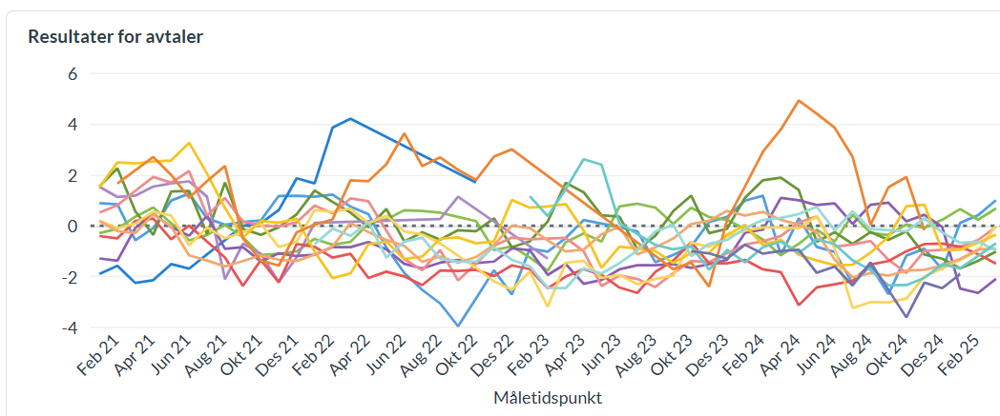 Resultater for avtaler
6
4
2
0
-2
-4
Feb 21
Apr 21
Jun 21
Aug 21
Okt 21
Des 21
Feb 22
Apr 22
Jun 22
Aug 22
Okt 22
Des 22
Feb 23
Apr 23
Jun 23
Aug 23
Okt 23
Des 23
Feb 24
Apr 24
Jun 24
Aug 24
Okt 24
Des 24
Feb 25
Måletidspunkt